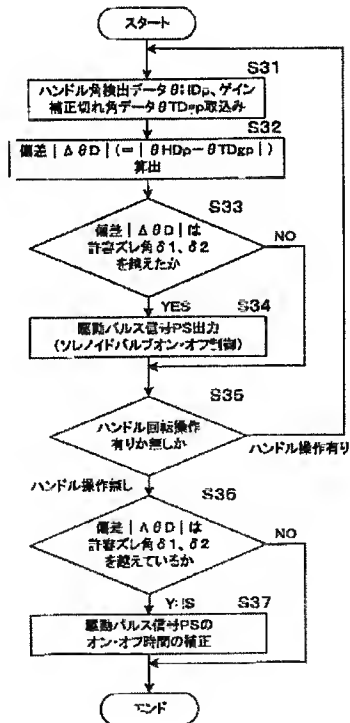 スタート
S31
ハンドル角検出データθHDp、ゲイン
補正切れ角データθTDgp取込み
S32
偏差|ΔθD|(=|θHDp−θTDgp|)
算出
S33
偏差|ΔθD|は
許容ズレ角δ1、δ2
を越えたか
NO
YES
S34
駆動パルス信号PS出力
(ソレノイドバルブオン・オフ制御)
S35
ハンドル回転操作
有りか無しか
ハンドル操作有り
ハンドル操作無し
S36
偏差|ΔθD|は
許容ズレ角δ1、δ2
を越えているか
NO
YES
S37
駆動パルス信号PSの
オン・オフ時間の補正
エンド